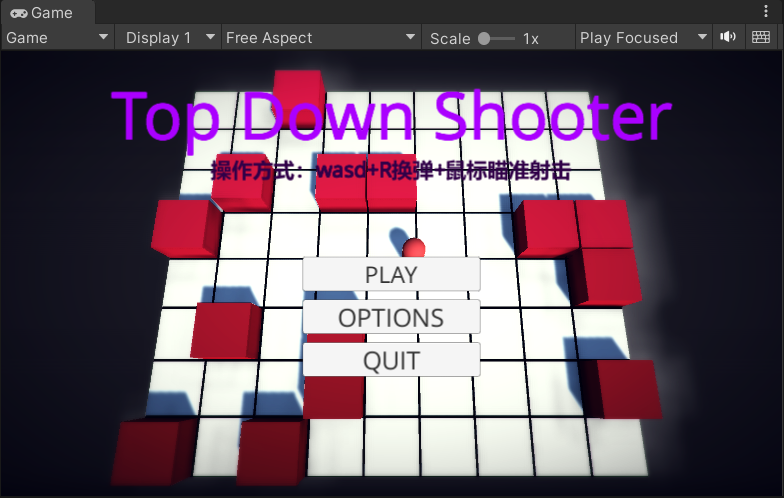 Game
Game Display 1 Free Aspect Scale 1x Play Focused
Top Down Shooter
操作方式：wasd+R换弹+鼠标瞄准射击
PLAY
OPTIONS
QUIT